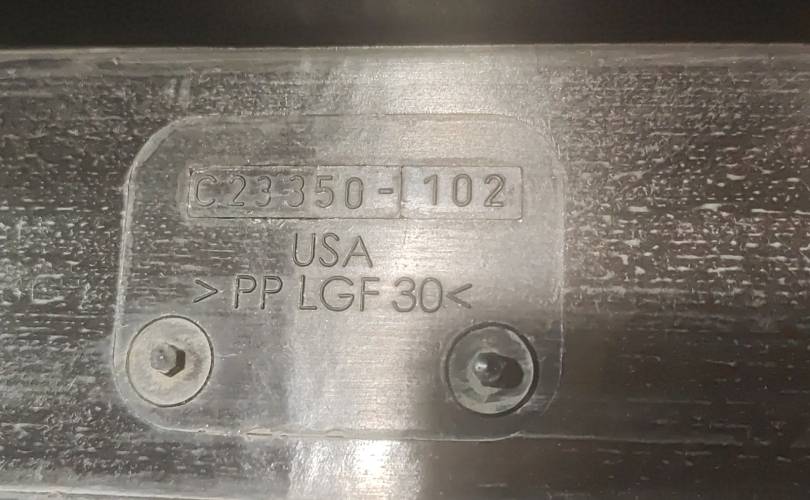 C23350-102
USA
>PP LGF 30<